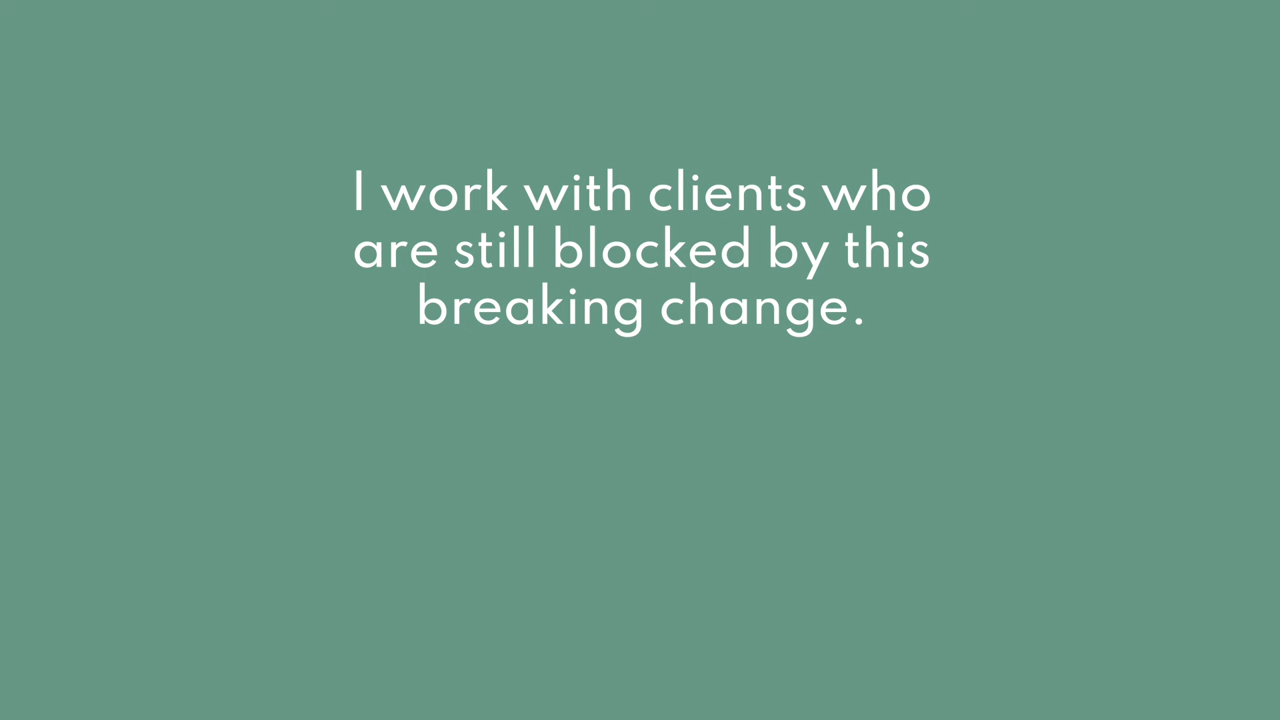 I work with clients who
are still blocked by this
breaking change.